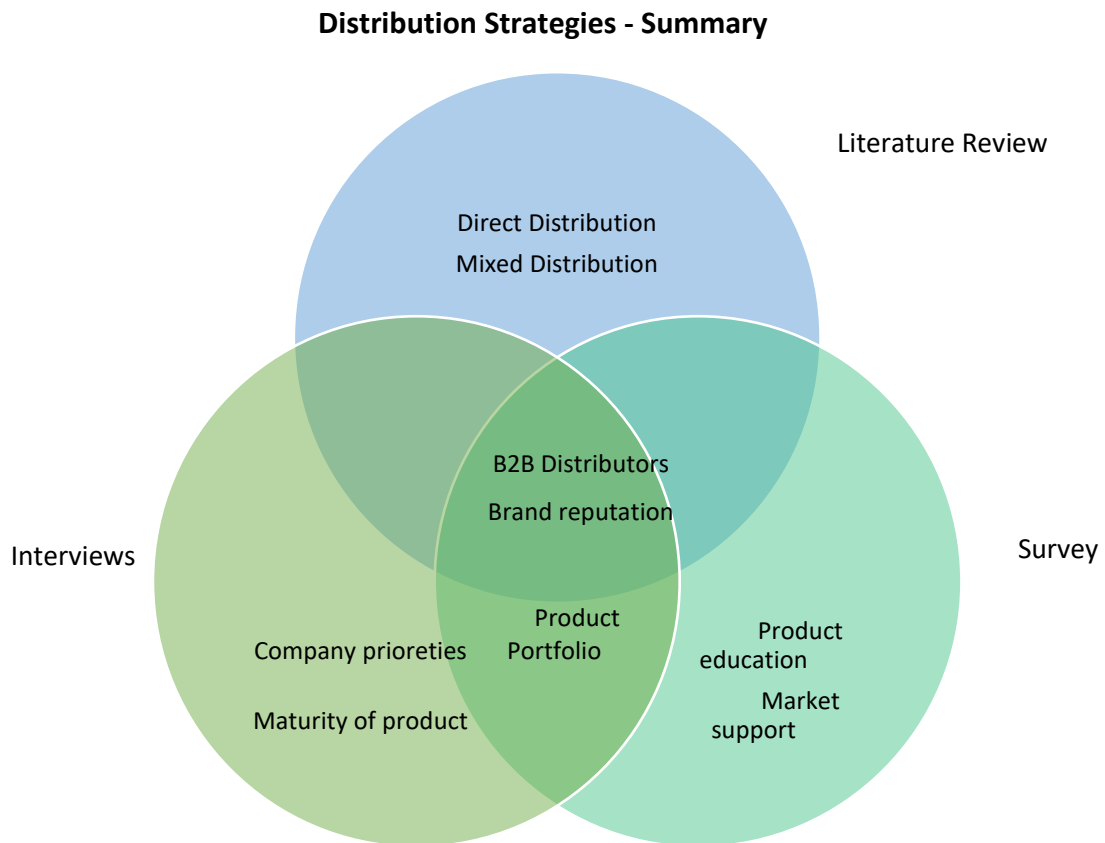 Distribution Strategies - Summary
Literature Review
Direct Distribution
Mixed Distribution
B2B Distributors
Brand reputation
Interviews
Survey
Product
Portfolio
Company prioreties
Maturity of product
Product
education
Market
support